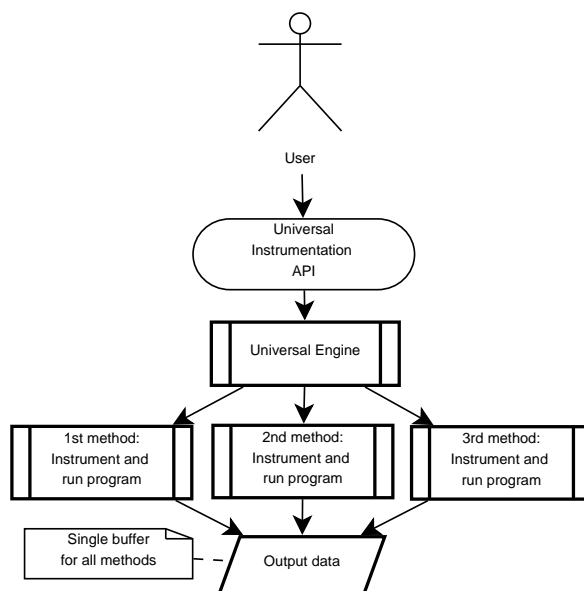 User
Universal
Instrumentation
API
Universal Engine
1st method:
Instrument and
run program
2nd method:
Instrument and
run program
3rd method:
Instrument and
run program
Single buffer
for all methods
Output data